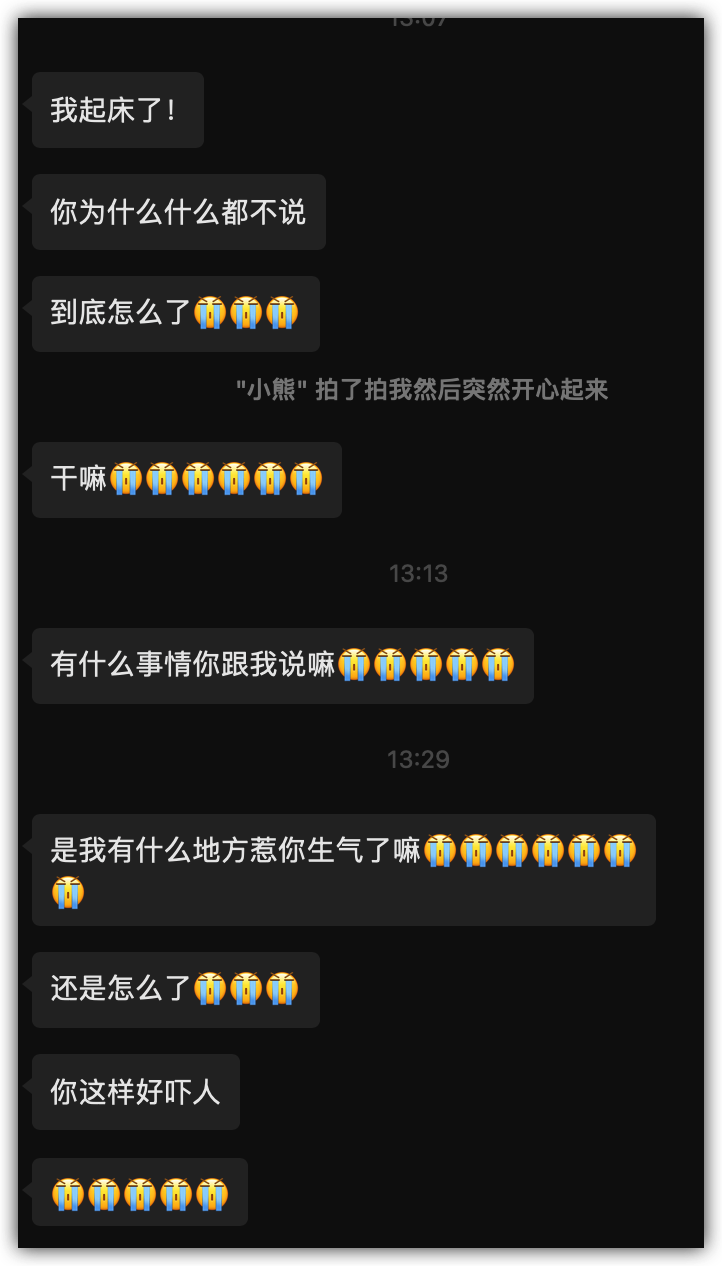 13:07
我起床了！
你为什么什么都不说
到底怎么了😭😭😭
"小熊" 拍了拍我然后突然开心起来
干嘛😭😭😭😭😭😭
13:13
有什么事情你跟我说嘛😭😭😭😭😭
13:29
是我有什么地方惹你生气了嘛😭😭😭😭😭😭
😭
还是怎么了😭😭😭
你这样好吓人
😭😭😭😭😭